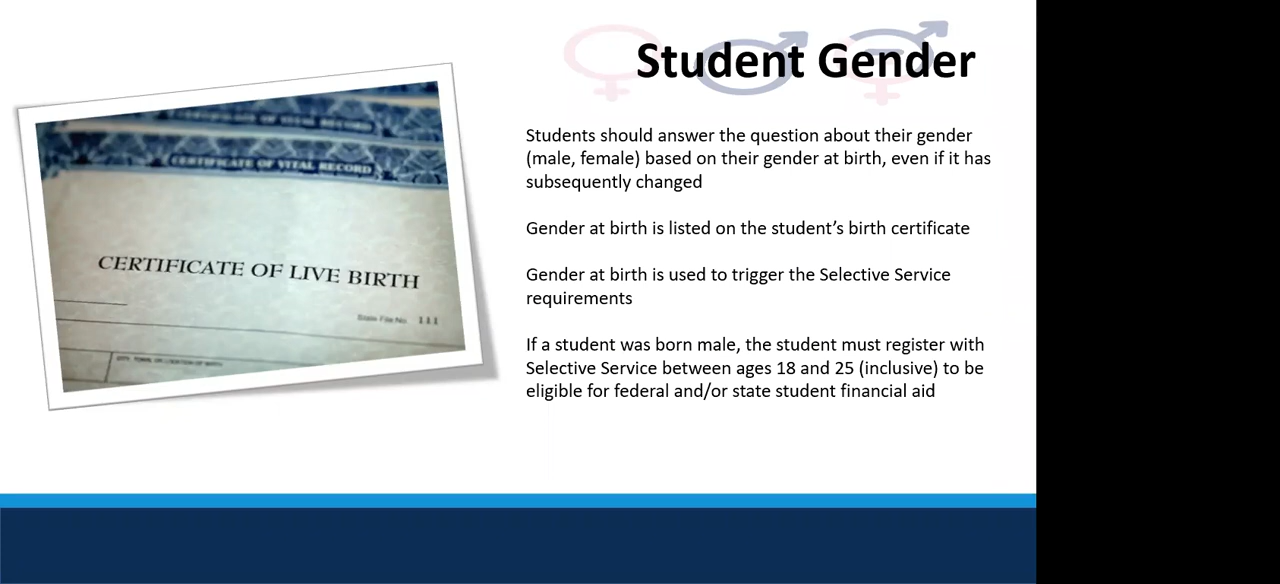 Student Gender
CERTIFICATE OF VITAL RECORD
CERTIFICATE OF LIVE BIRTH
State File No. 111
Students should answer the question about their gender
(male, female) based on their gender at birth, even if it has
subsequently changed
Gender at birth is listed on the student’s birth certificate
Gender at birth is used to trigger the Selective Service
requirements
If a student was born male, the student must register with
Selective Service between ages 18 and 25 (inclusive) to be
eligible for federal and/or state student financial aid